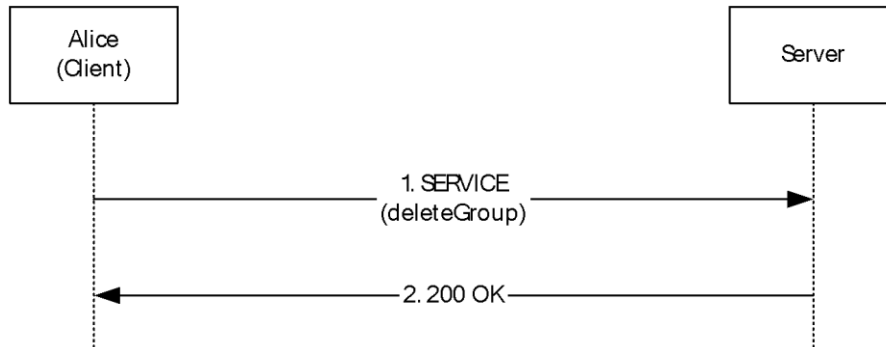 Alice
(Client)
Server
1. SERVICE
(deleteGroup)
2. 200 OK